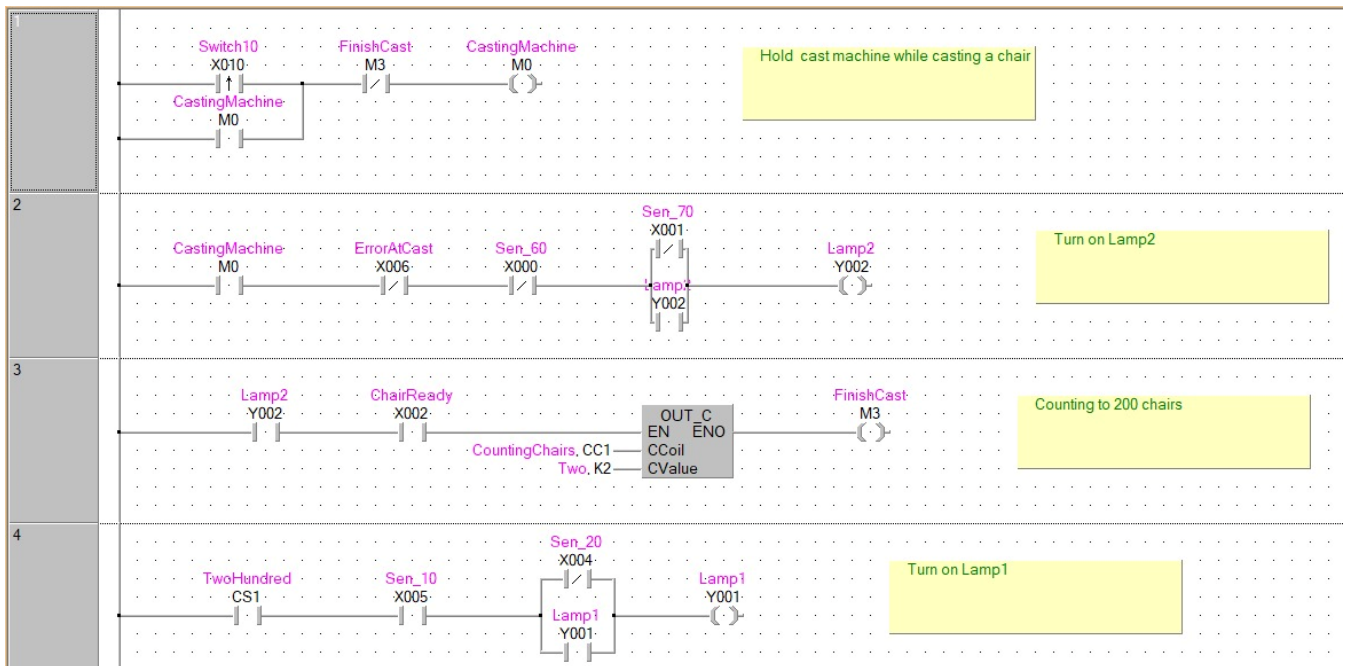 1
Switch10 FinishCast CastingMachine
X010 M3 M0
Hold cast machine while casting a chair
CastingMachine
M0
2
Sen_70
X001
CastingMachine ErrorAtCast Sen_60 Lamp2
M0 X006 X000 Y002
Turn on Lamp2
Lamp2
Y002
3
Lamp2 ChairReady FinishCast
Y002 X002 M3
Counting to 200 chairs
OUT_C
EN ENO
CountingChairs, CC1 CCoil
Two, K2 CValue
4
Sen_20
X004
TwoHundred Sen_10 Lamp1
CS1 X005 Y001
Turn on Lamp1
Lamp1
Y001